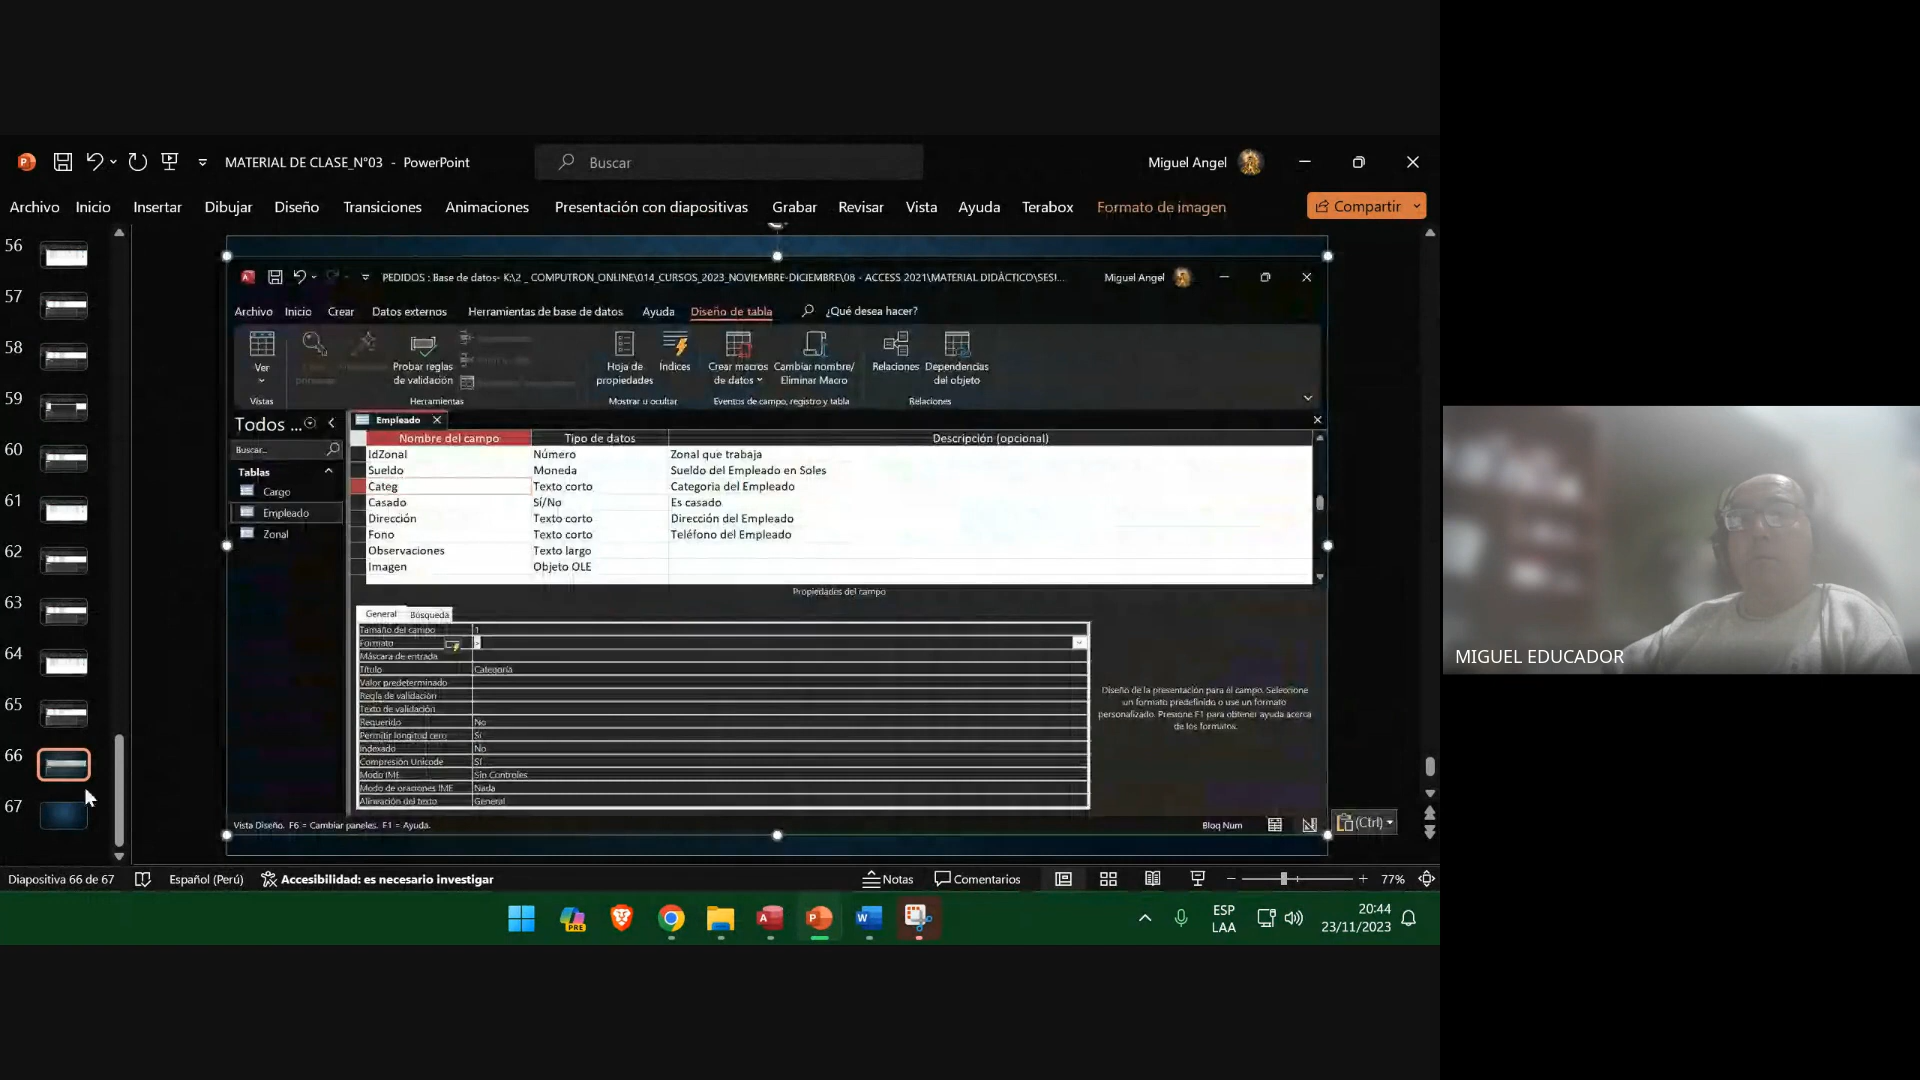 MATERIAL DE CLASE_N°03 - PowerPoint
Buscar
Miguel Angel
Archivo Inicio Insertar Dibujar Diseño Transiciones Animaciones Presentación con diapositivas Grabar Revisar Vista Ayuda Terabox Formato de imagen Compartir
56
57
58
59
60
61
62
63
64
65
66
67
PEDIDOS : Base de datos- K:\2 _ COMPUTRON_ONLINE\014_CURSOS_2023_NOVIEMBRE-DICIEMBRE\08 - ACCESS 2021\MATERIAL DIDÀCTICO\SESI... Miguel Angel
Archivo Inicio Crear Datos externos Herramientas de base de datos Ayuda Diseño de tabla ¿Qué desea hacer?
Ver
Probar reglas
de validación
Hoja de
propiedades
Índices
Crear macros
de datos
Cambiar nombre/
Eliminar Macro
Relaciones
Dependencias
del objeto
Vistas Herramientas Mostrar u ocultar Eventos de campo, registro y tabla Relaciones
Todos ...
Buscar...
Tablas
Cargo
Empleado
Zonal
Empleado
Nombre del campo Tipo de datos Descripción (opcional)
IdZonal Número Zonal que trabaja
Sueldo Moneda Sueldo del Empleado en Soles
Categ Texto corto Categoria del Empleado
Casado Sí/No Es casado
Dirección Texto corto Dirección del Empleado
Fono Texto corto Teléfono del Empleado
Observaciones Texto largo
Imagen Objeto OLE
Propiedades del campo
General Búsqueda
Tamaño del campo 1
Formato >
Máscara de entrada
Título Categoría
Valor predeterminado
Regla de validación
Texto de validación
Requerido No
Permitir longitud cero Sí
Indexado No
Compresión Unicode Sí
Modo IME Sin Controles
Modo de oraciones IME Nada
Alineación del texto General
Diseño de la presentación para el campo. Seleccione
un formato predefinido o use un formato
personalizado. Presione F1 para obtener ayuda acerca
de los formatos.
Vista Diseño. F6 = Cambiar paneles. F1 = Ayuda.
Bloq Num
(Ctrl)
Diapositiva 66 de 67 Español (Perú) Accesibilidad: es necesario investigar Notas Comentarios 77%
PRE
ESP
LAA
20:44
23/11/2023
MIGUEL EDUCADOR